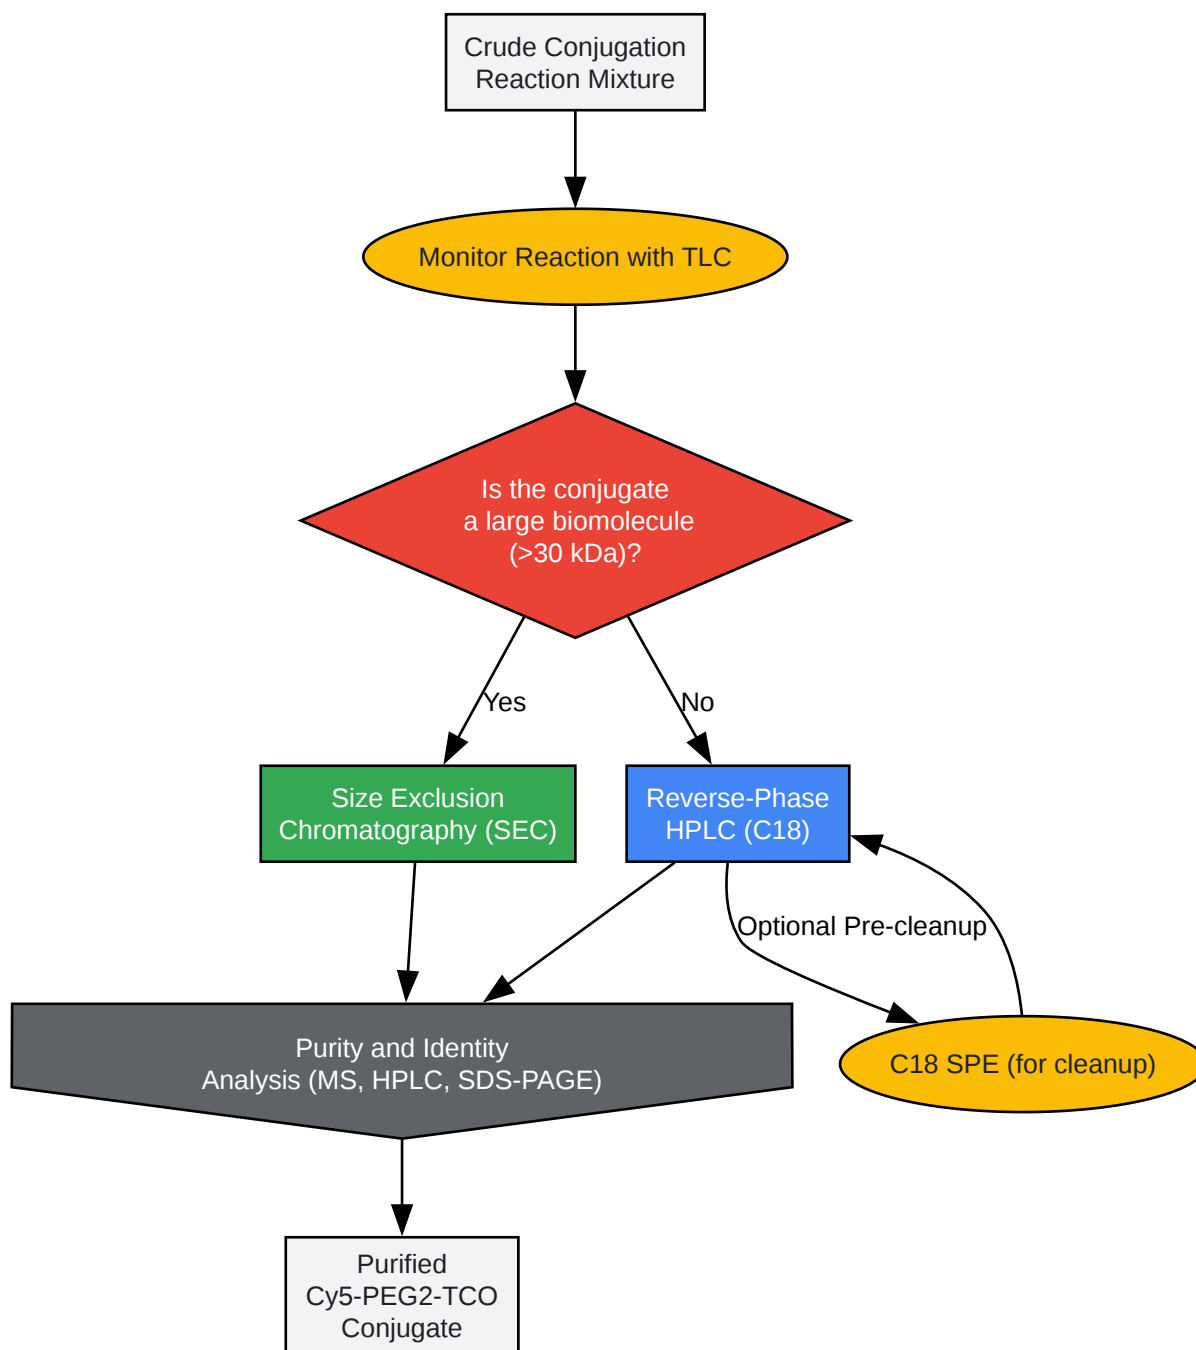 Crude Conjugation
Reaction Mixture
Monitor Reaction with TLC
Is the conjugate
a large biomolecule
(>30 kDa)?
Yes
No
Size Exclusion
Chromatography (SEC)
Reverse-Phase
HPLC (C18)
Optional Pre-cleanup
Purity and Identity
Analysis (MS, HPLC, SDS-PAGE)
C18 SPE (for cleanup)
Purified
Cy5-PEG2-TCO
Conjugate